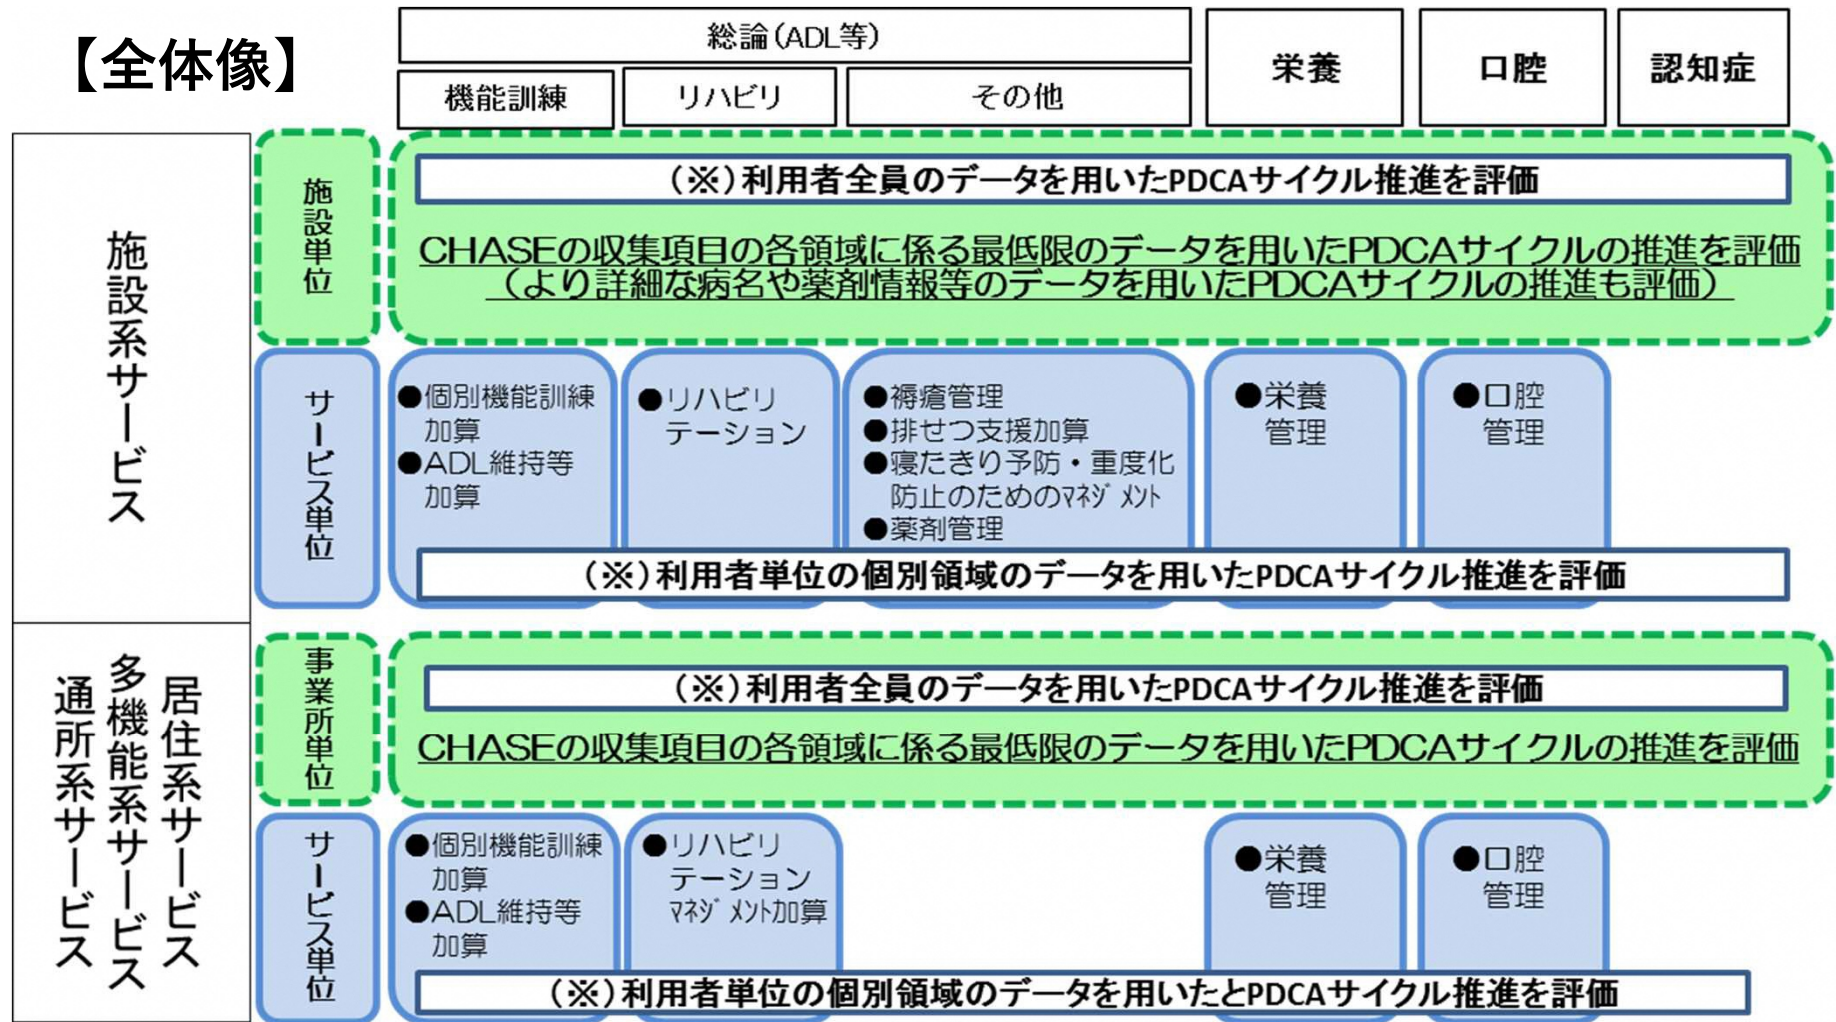 【全体像】
総論（ADL等）
機能訓練
リハビリ
その他
栄養
口腔
認知症
施設系サービス
施設単位
（※）利用者全員のデータを用いたPDCAサイクル推進を評価
CHASEの収集項目の各領域に係る最低限のデータを用いたPDCAサイクルの推進を評価
（より詳細な病名や薬剤情報等のデータを用いたPDCAサイクルの推進も評価）
サービス単位
●個別機能訓練
加算
●ADL維持等
加算
●リハビリ
テーション
●褥瘡管理
●排せつ支援加算
●寝たきり予防・重度化
防止のためのﾏﾈｼﾞﾒﾝﾄ
●薬剤管理
●栄養
管理
●口腔
管理
（※）利用者単位の個別領域のデータを用いたPDCAサイクル推進を評価
居住系サービス
多機能系サービス
通所系サービス
事業所単位
（※）利用者全員のデータを用いたPDCAサイクル推進を評価
CHASEの収集項目の各領域に係る最低限のデータを用いたPDCAサイクルの推進を評価
サービス単位
●個別機能訓練
加算
●ADL維持等
加算
●リハビリ
テーション
ﾏﾈｼﾞﾒﾝﾄ加算
●栄養
管理
●口腔
管理
（※）利用者単位の個別領域のデータを用いたとPDCAサイクル推進を評価